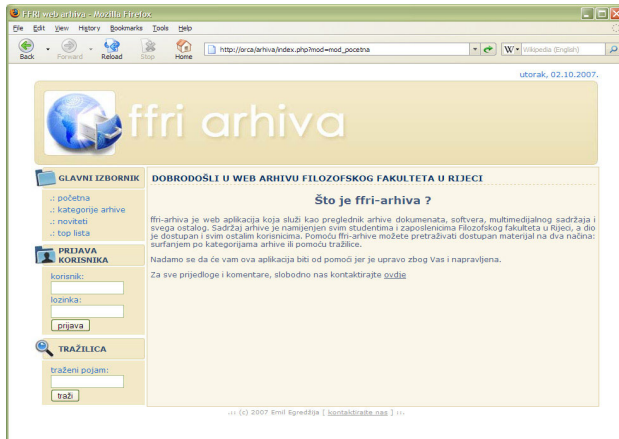 FFRI web arhiva - Mozilla Firefox
File Edit View History Bookmarks Tools Help
Back Forward Reload Stop Home http://orca/arhiva/index.php?mod=mod_pocetna W Wikipedia (English)
utorak, 02.10.2007.
ffri arhiva
GLAVNI IZBORNIK
.: početna
.: kategorije arhive
.: noviteti
.: top lista
PRIJAVA
KORISNIKA
korisnik:
lozinka:
prijava
TRAŽILICA
traženi pojam:
traži
DOBRODOŠLI U WEB ARHIVU FILOZOFSKOG FAKULTETA U RIJECI
Što je ffri-arhiva ?
ffri-arhiva je web aplikacija koja služi kao preglednik arhive dokumenata, softvera, multimedijalnog sadržaja i
svega ostalog. Sadržaj arhive je namijenjen svim studentima i zaposlenicima Filozofskog fakulteta u Rijeci, a dio
je dostupan i svim ostalim korisnicima. Pomoću ffri-arhive možete pretraživati dostupan materijal na dva načina:
surfanjem po kategorijama arhive ili pomoću tražilice.
Nadamo se da će vam ova aplikacija biti od pomoći jer je upravo zbog Vas i napravljena.
Za sve prijedloge i komentare, slobodno nas kontaktirajte ovdje
.:: (c) 2007 Emil Egredžija [ kontaktirajte nas ] ::.